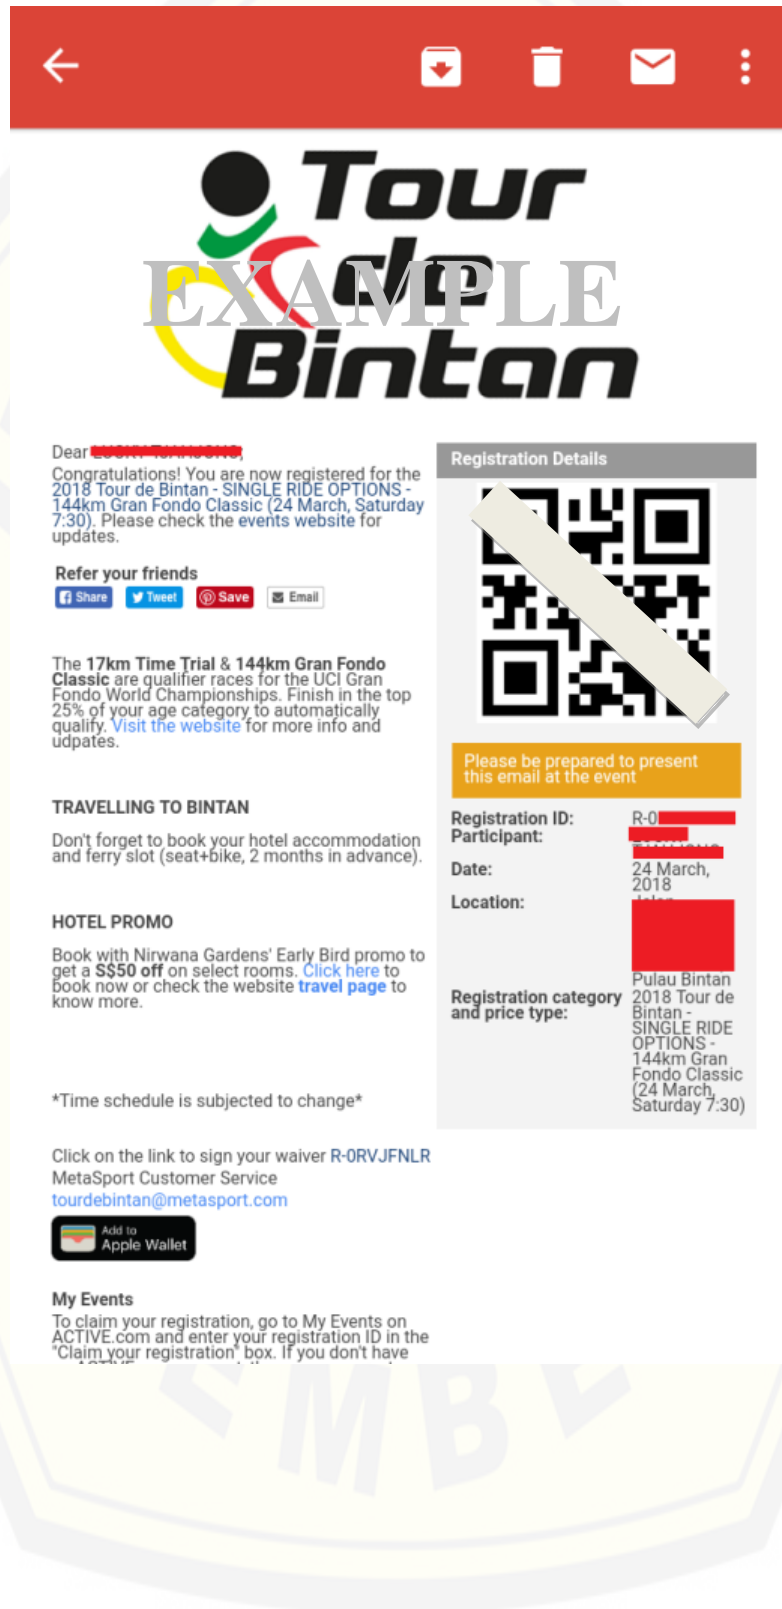 Tour
de
Bintan
EXAMPLE
Dear
Congratulations! You are now registered for the
2018 Tour de Bintan - SINGLE RIDE OPTIONS -
144km Gran Fondo Classic (24 March, Saturday
7:30). Please check the events website for
updates.
Refer your friends
Share
Tweet
Save
Email
The 17km Time Trial & 144km Gran Fondo
Classic are qualifier races for the UCI Gran
Fondo World Championships. Finish in the top
25% of your age category to automatically
qualify. Visit the website for more info and
udpates.
TRAVELLING TO BINTAN
Don't forget to book your hotel accommodation
and ferry slot (seat+bike, 2 months in advance).
HOTEL PROMO
Book with Nirwana Gardens' Early Bird promo to
get a S$50 off on select rooms. Click here to
book now or check the website travel page to
know more.
*Time schedule is subjected to change*
Click on the link to sign your waiver R-0RVJFNLR
MetaSport Customer Service
tourdebintan@metasport.com
Add to
Apple Wallet
My Events
To claim your registration, go to My Events on
ACTIVE.com and enter your registration ID in the
"Claim your registration" box. If you don't have
Registration Details
Please be prepared to present
this email at the event
Registration ID: R-0
Participant:
Date: 24 March,
2018
Location:
Pulau Bintan
Registration category 2018 Tour de
and price type: Bintan -
SINGLE RIDE
OPTIONS -
144km Gran
Fondo Classic
(24 March,
Saturday 7:30)
EMBE